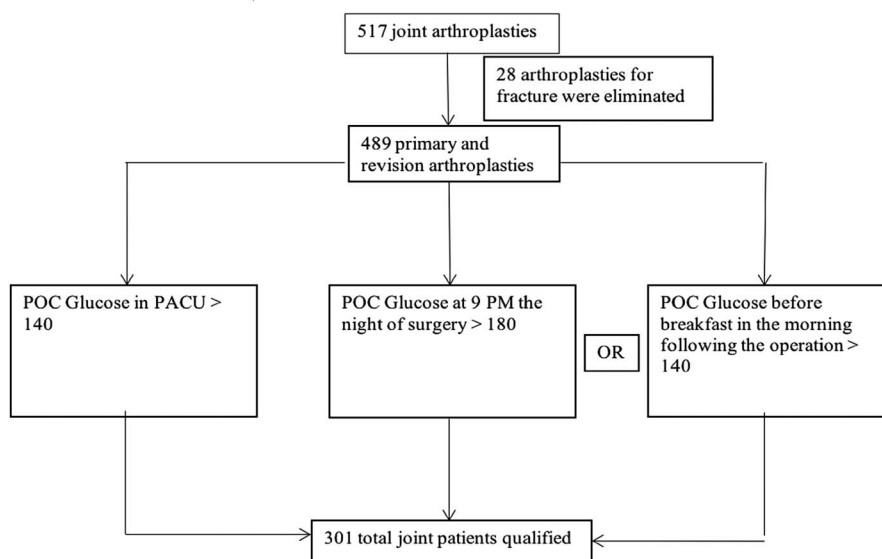 517 joint arthroplasties
28 arthroplasties for
fracture were eliminated
489 primary and
revision arthroplasties
POC Glucose in PACU >
140
POC Glucose at 9 PM the
night of surgery > 180
OR
POC Glucose before
breakfast in the morning
following the operation >
140
301 total joint patients qualified